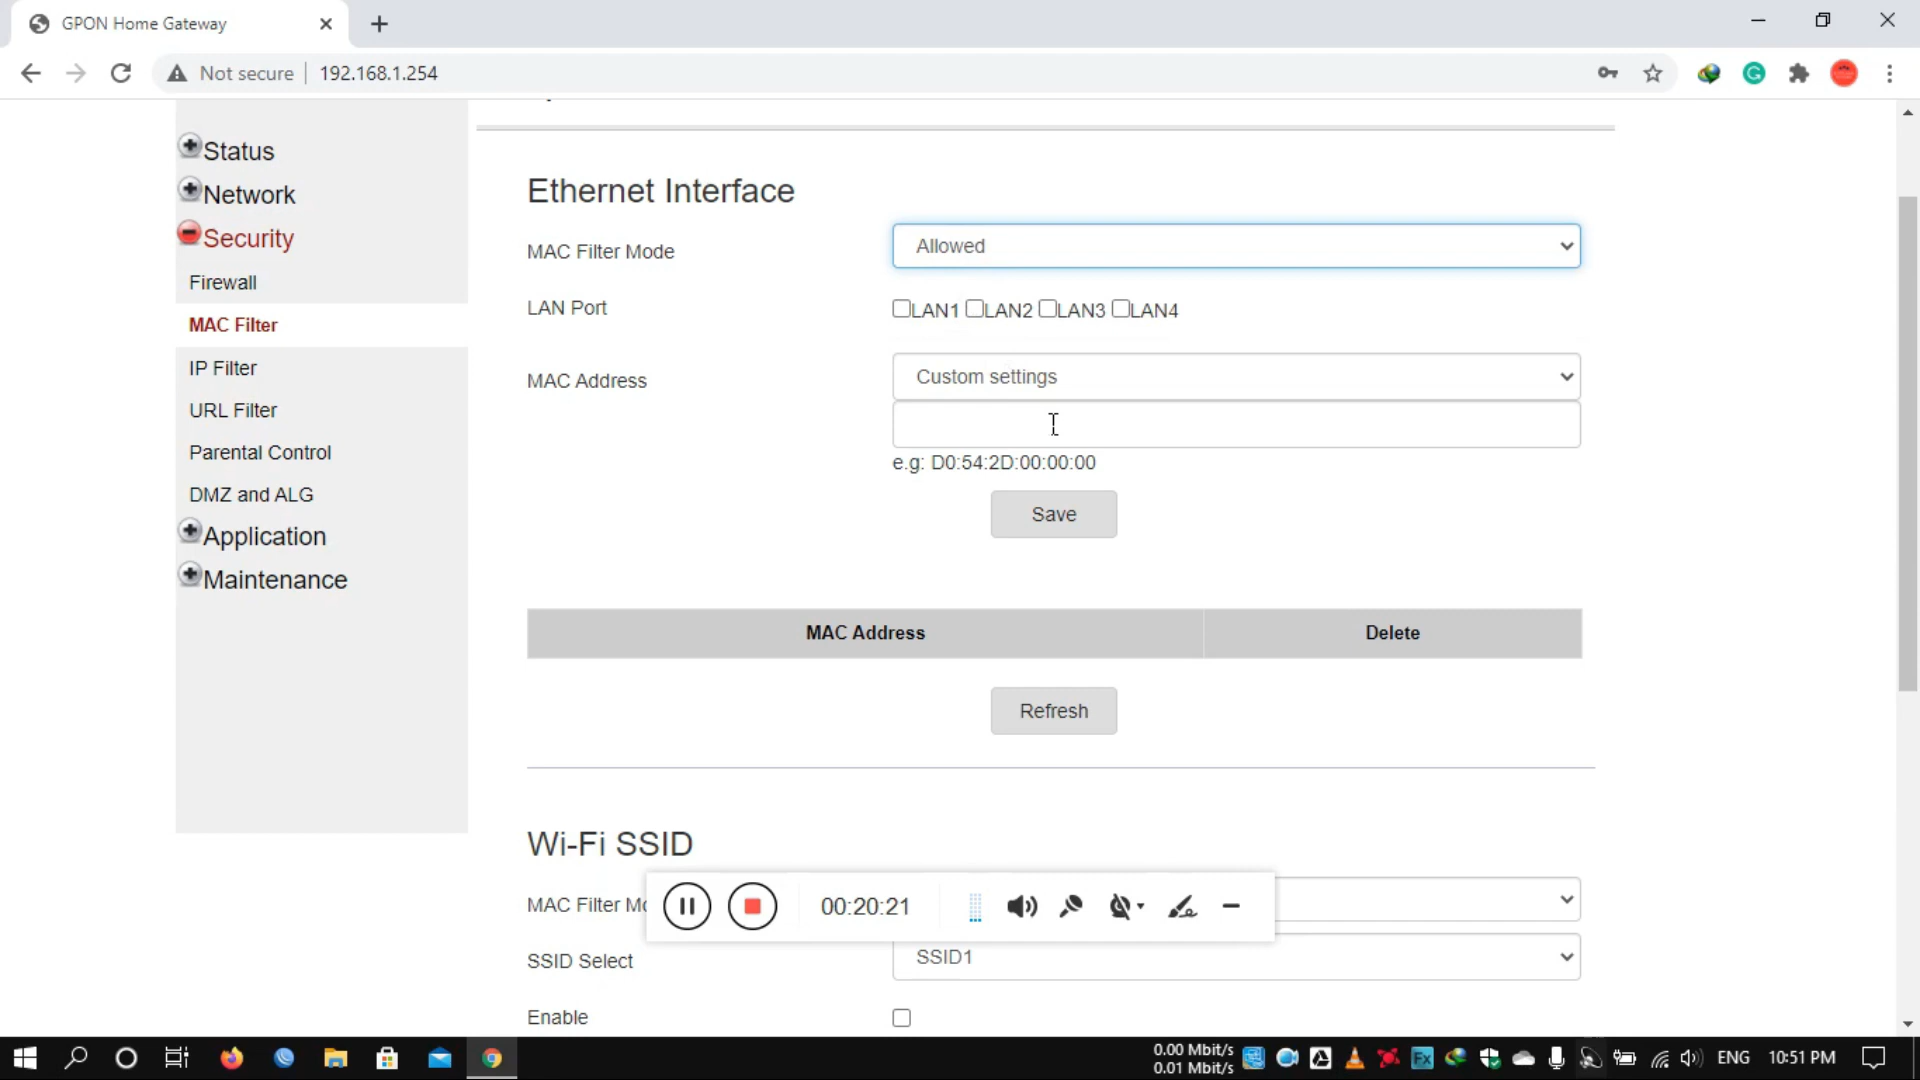 GPON Home Gateway
Not secure
192.168.1.254
Status
Network
Security
Firewall
MAC Filter
IP Filter
URL Filter
Parental Control
DMZ and ALG
Application
Maintenance
Ethernet Interface
MAC Filter Mode
Allowed
LAN Port
LAN1 LAN2 LAN3 LAN4
MAC Address
Custom settings
e.g: D0:54:2D:00:00:00
Save
MAC Address Delete
Refresh
Wi-Fi SSID
MAC Filter
00:20:21
SSID Select
SSID1
Enable
0.00 Mbit/s
0.01 Mbit/s
Fx
ENG
10:51 PM